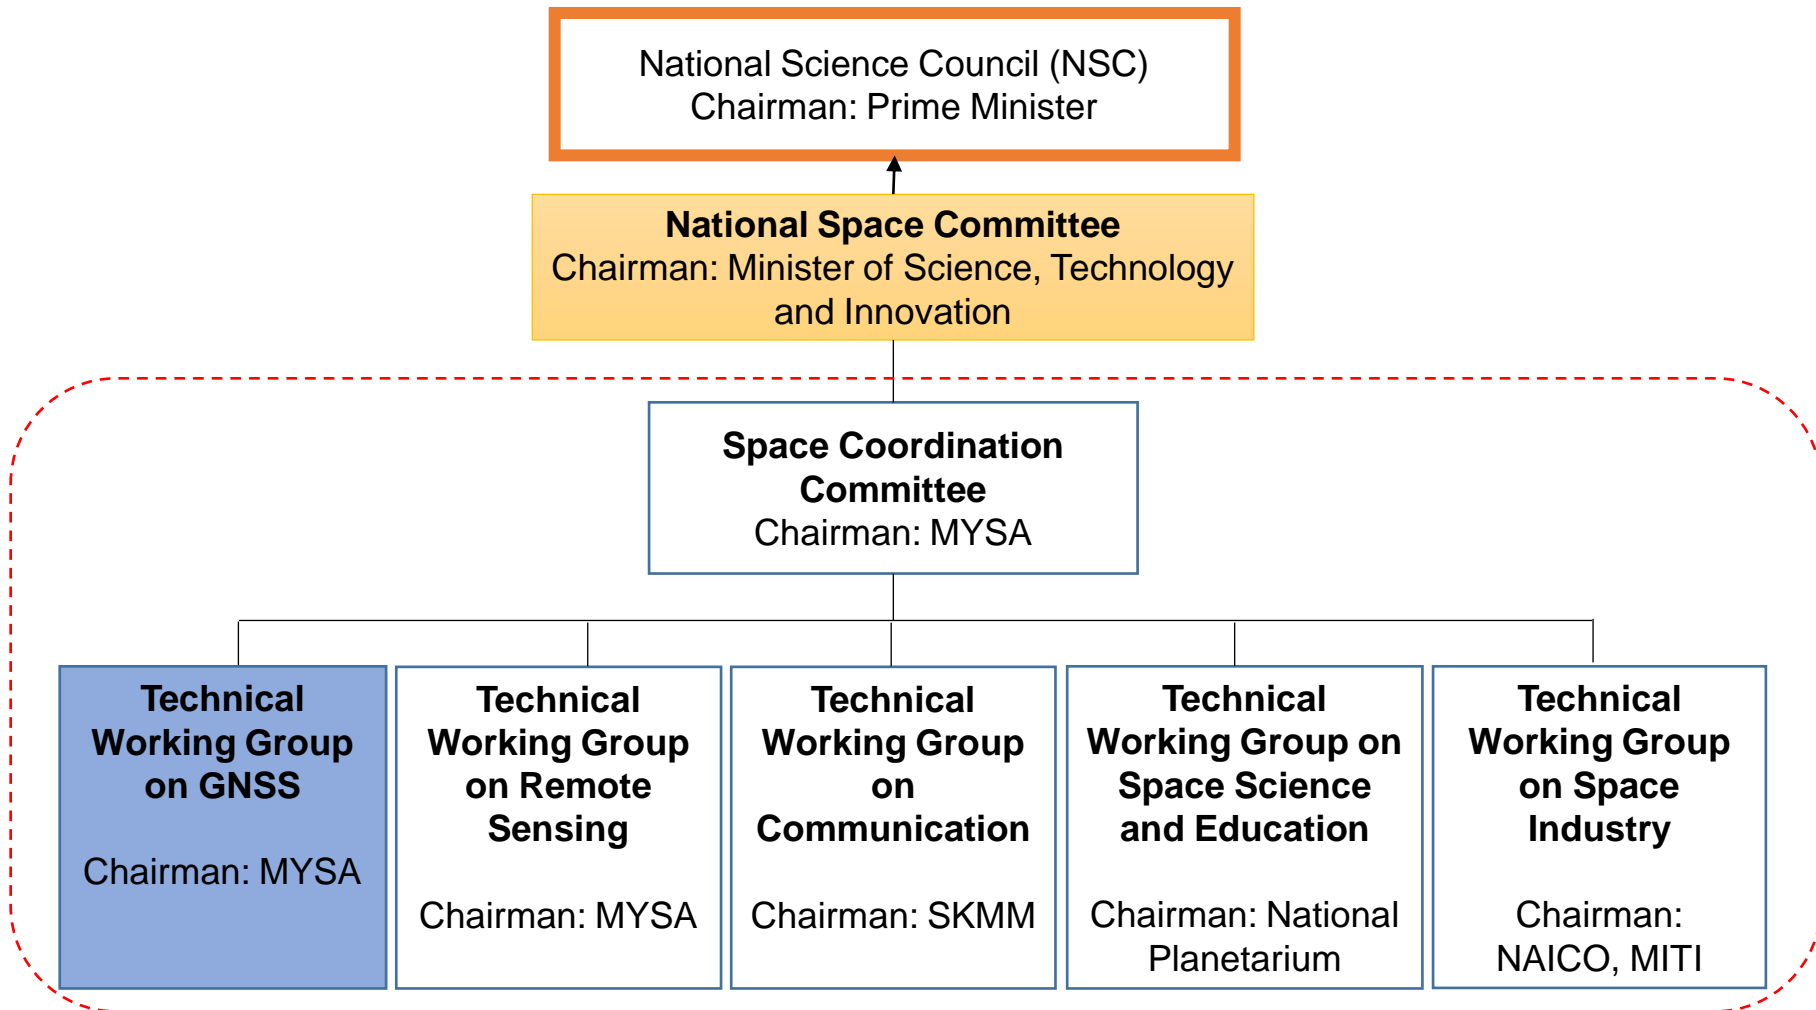 National Science Council (NSC)
Chairman: Prime Minister
National Space Committee
Chairman: Minister of Science, Technology
and Innovation
Space Coordination
Committee
Chairman: MYSA
Technical
Working Group
on GNSS
Chairman: MYSA
Technical
Working Group
on Remote
Sensing
Chairman: MYSA
Technical
Working Group
on
Communication
Chairman: SKMM
Technical
Working Group on
Space Science
and Education
Chairman: National
Planetarium
Technical
Working Group
on Space
Industry
Chairman:
NAICO, MITI